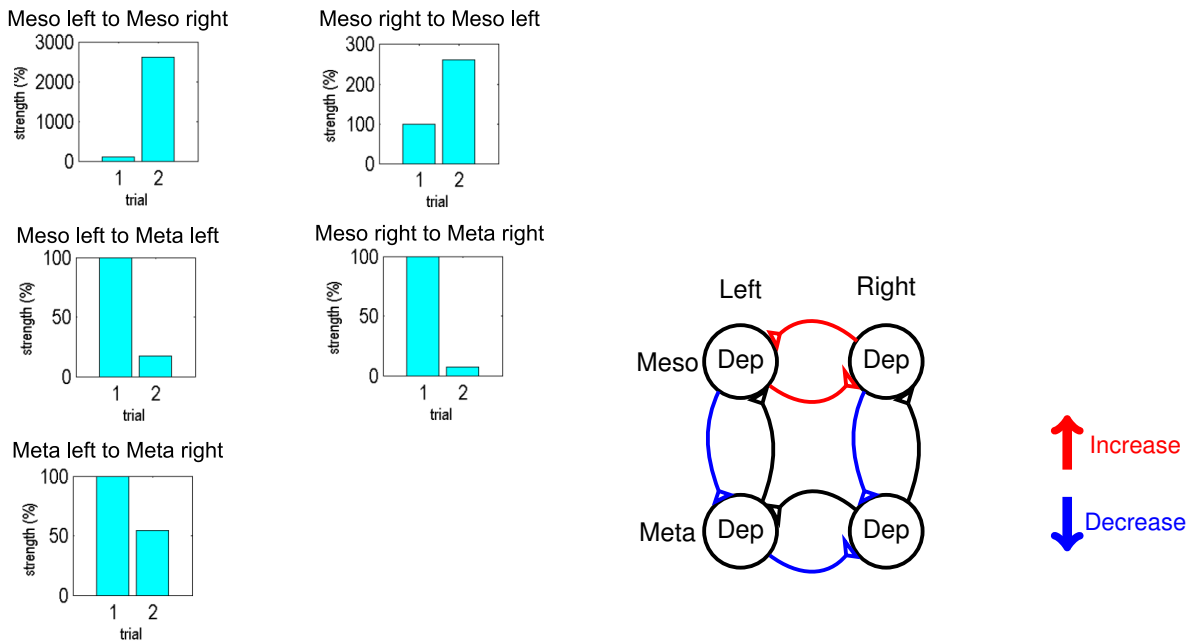 Meso left to Meso right
3000
2000
1000
0
strength (%)
1 2
trial
Meso right to Meso left
300
200
100
0
strength (%)
1 2
trial
Meso left to Meta left
100
50
0
strength (%)
1 2
trial
Meso right to Meta right
100
50
0
strength (%)
1 2
trial
Meta left to Meta right
100
50
0
strength (%)
1 2
trial
Left Right
Meso Dep Dep
Meta Dep Dep
Increase
Decrease